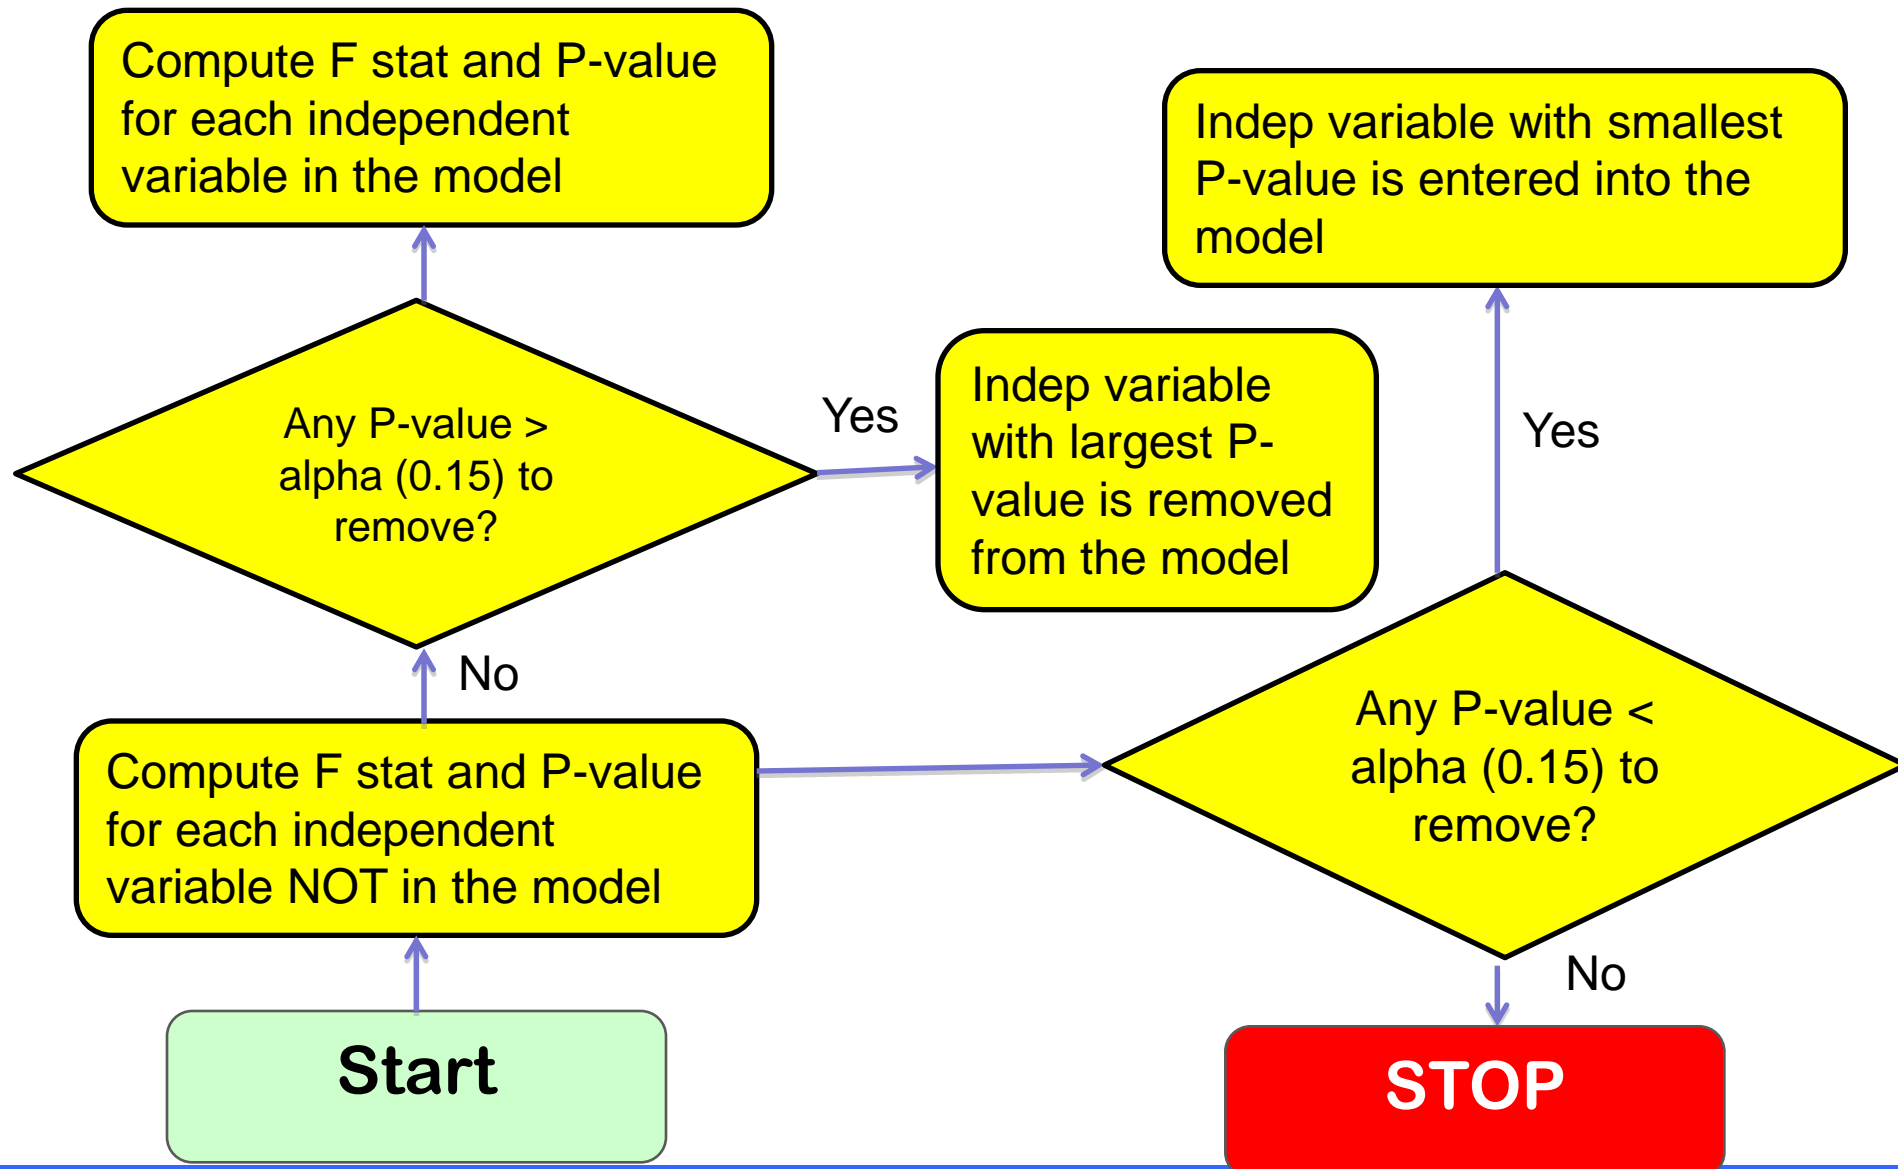 Compute F stat and P-value
for each independent
variable in the model
Indep variable with smallest
P-value is entered into the
model
Any P-value >
alpha (0.15) to
remove?
Yes
Indep variable
with largest P-
value is removed
from the model
Yes
No
Compute F stat and P-value
for each independent
variable NOT in the model
Any P-value <
alpha (0.15) to
remove?
No
Start
STOP